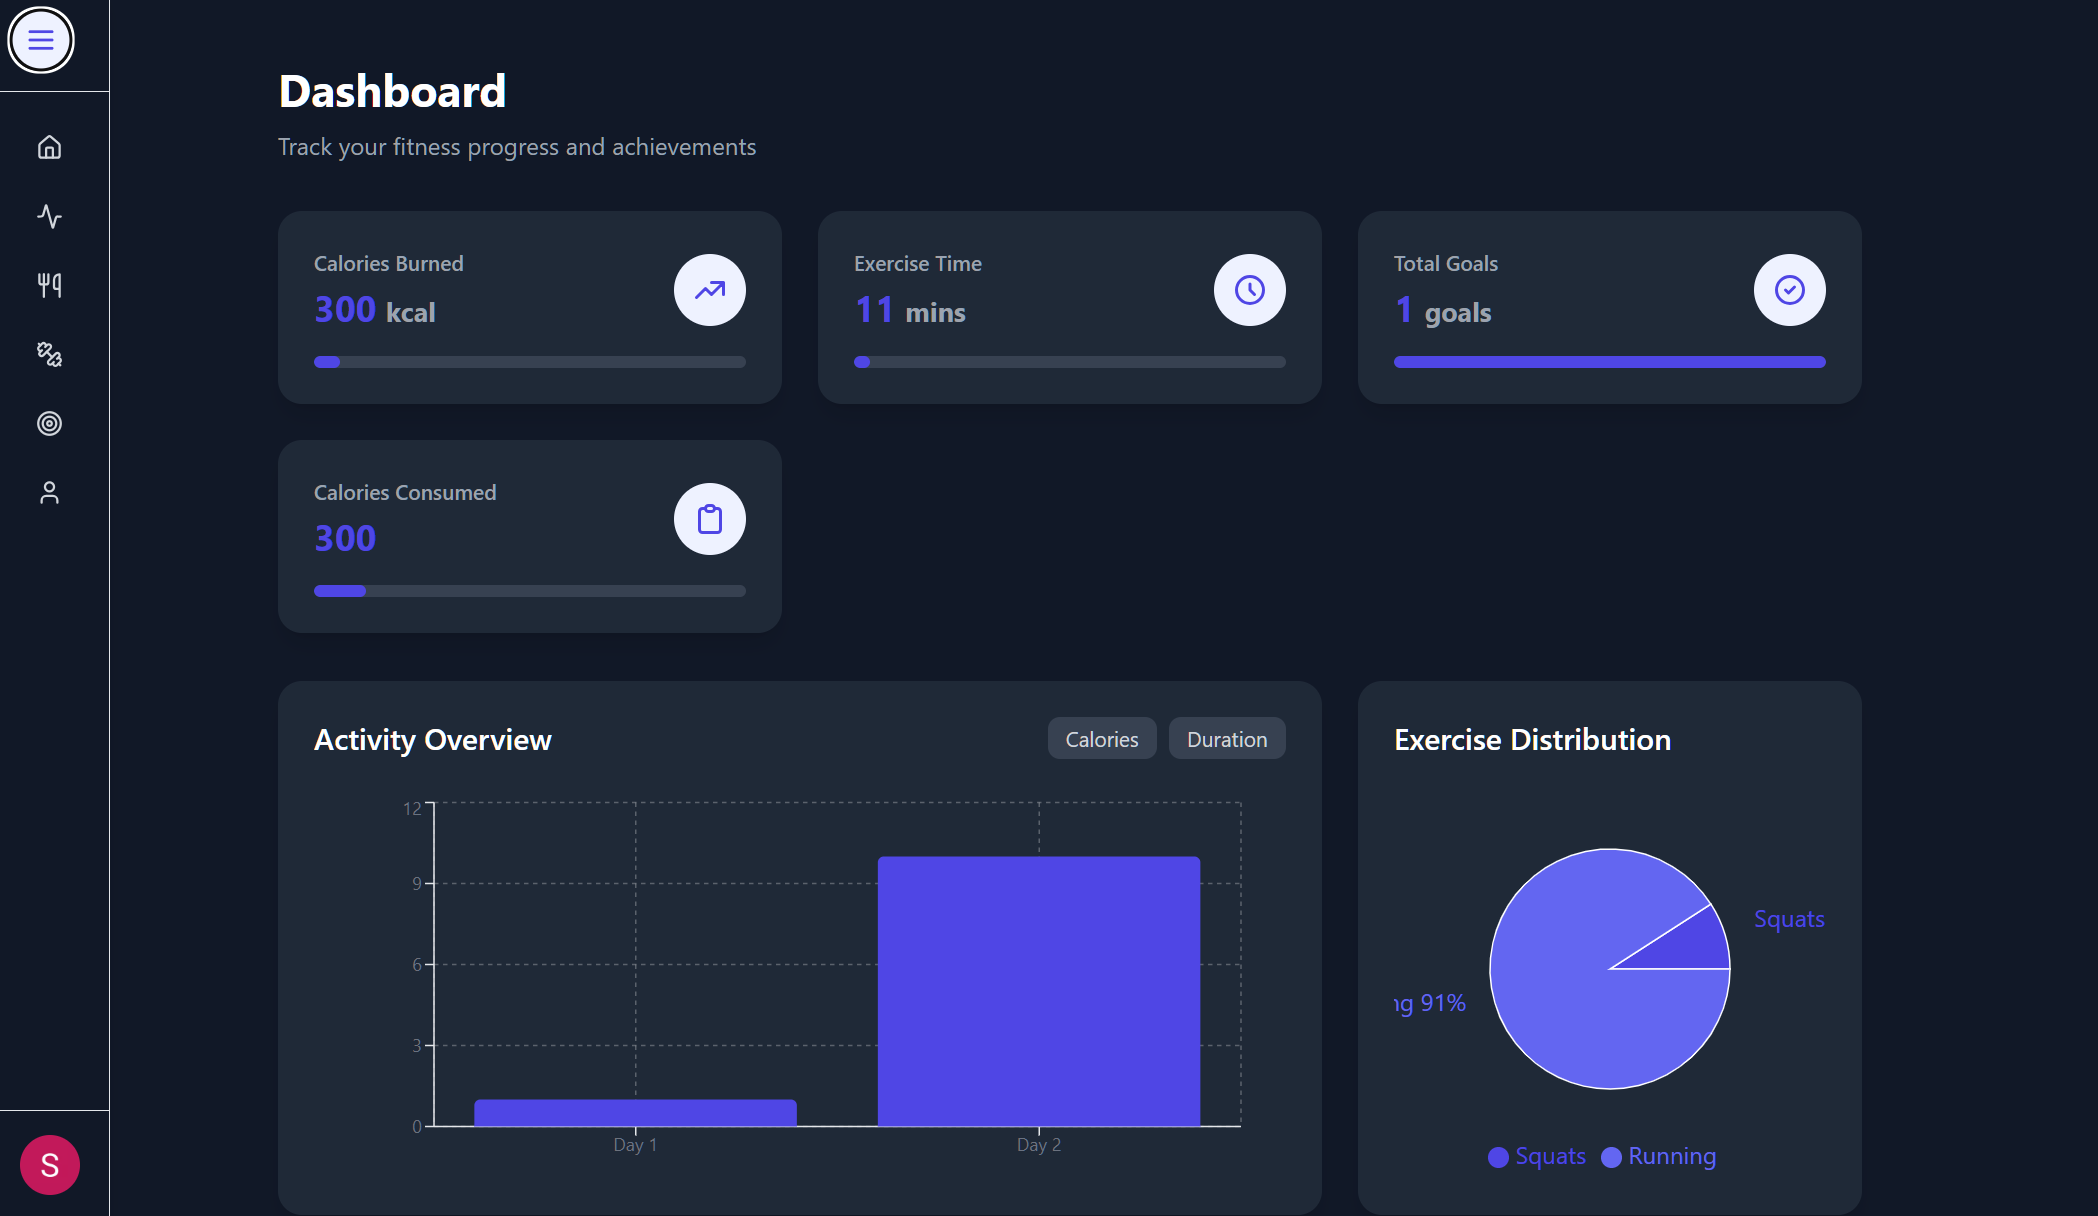 Dashboard
Track your fitness progress and achievements
Calories Burned
300 kcal
Exercise Time
11 mins
Total Goals
1 goals
Calories Consumed
300
Activity Overview
Calories
Duration
12
9
6
3
0
Day 1
Day 2
Exercise Distribution
Squats
ng 91%
Squats
Running
S